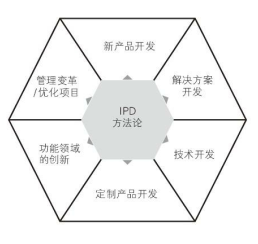 新产品开发
管理变革
/优化项目
解决方案
开发
IPD
方法论
功能领域
的创新
技术开发
定制产品开发